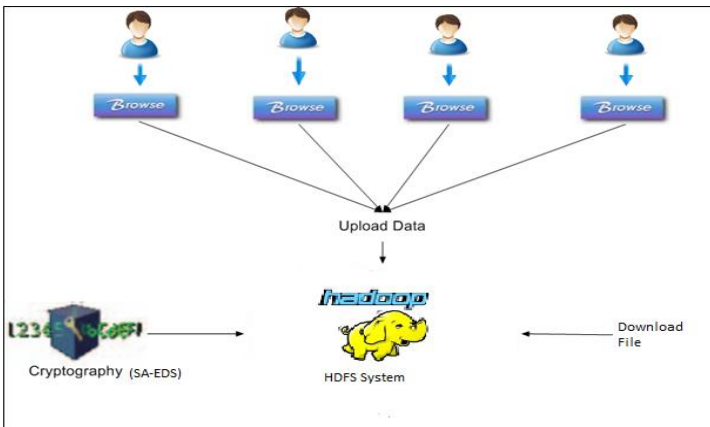 Browse
Browse
Browse
Browse
Upload Data
hadoop
Cryptography (SA-EDS)
HDFS System
Download
File